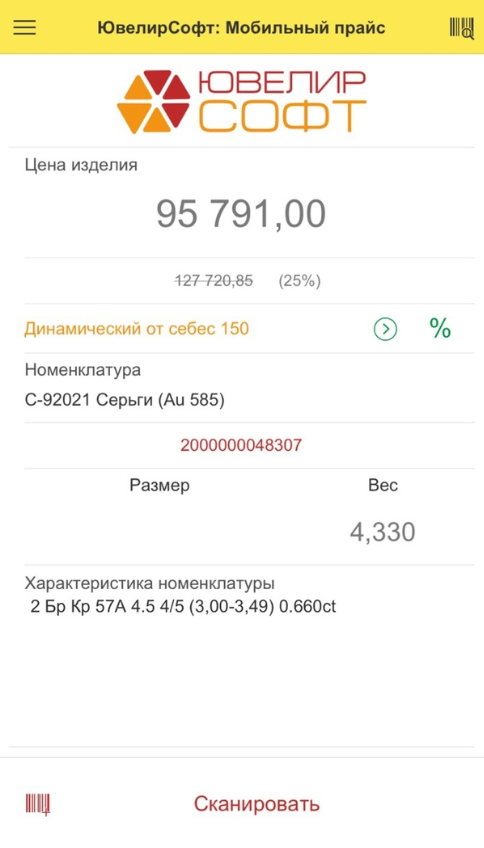 ЮвелирСофт: Мобильный прайс
ЮВЕЛИР
СОФТ
Цена изделия
95 791,00
127 720,85 (25%)
Динамический от себес 150 %
Номенклатура
С-92021 Серьги (Au 585)
2000000048307
Размер Вес
4,330
Характеристика номенклатуры
2 Бр Кр 57А 4.5 4/5 (3,00-3,49) 0.660ct
Сканировать